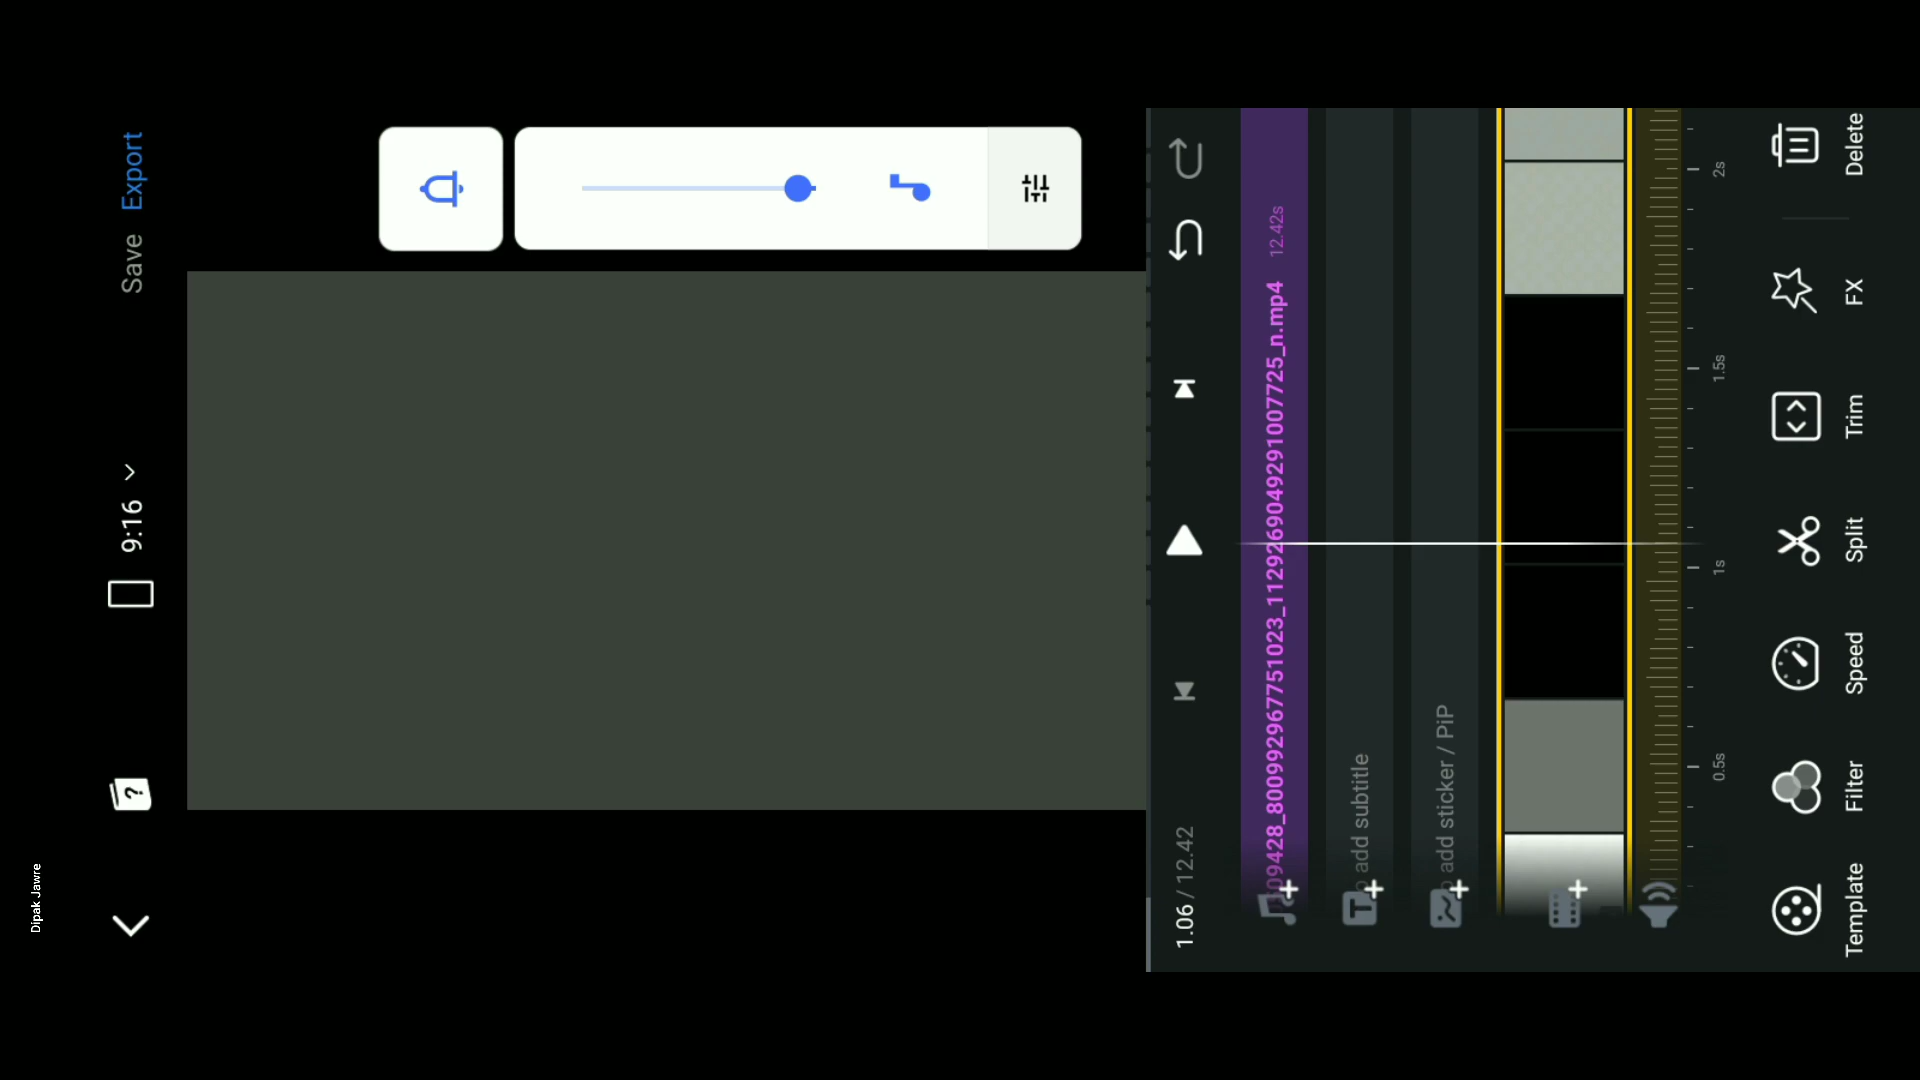 Dipak Jawre
9:16
Save
Export
1.06 / 12.42
09428_800992967751023_1129269049291007725_n.mp4 12.42s
add subtitle
add sticker / PiP
0.5s
1s
1.5s
2s
Template
Filter
Speed
Split
Trim
FX
Delete